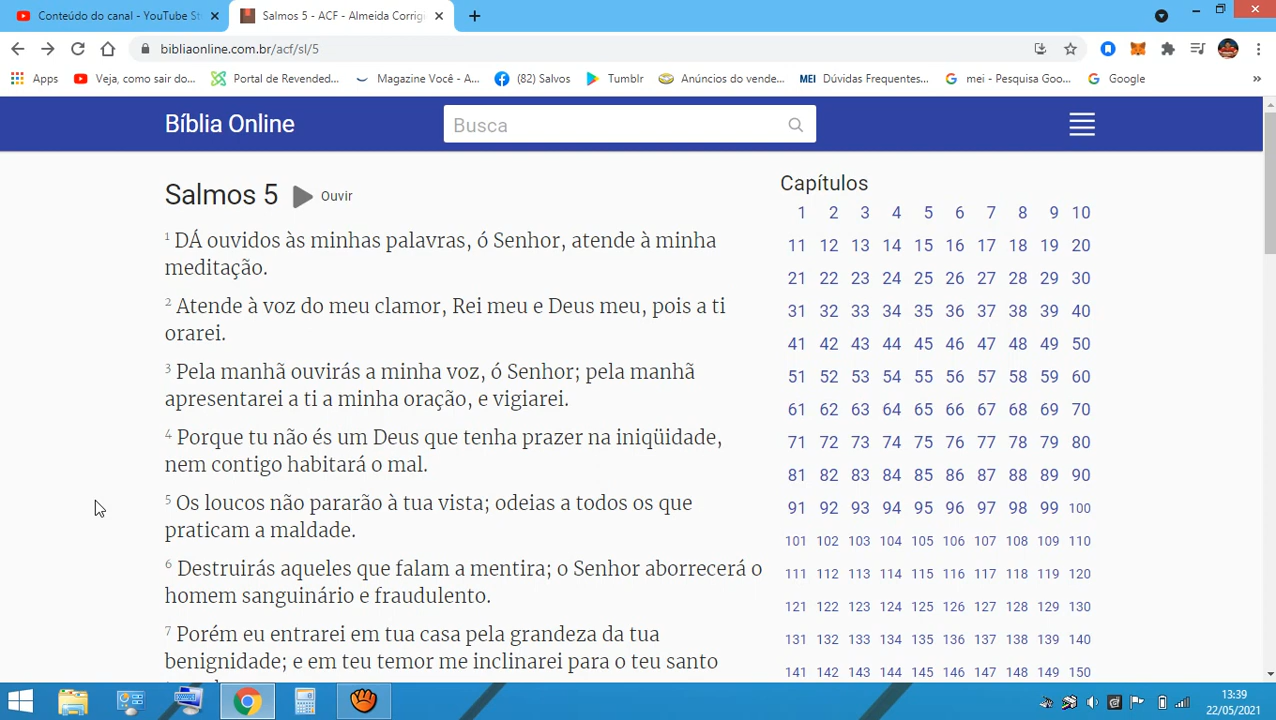 Conteúdo do canal - YouTube St
Salmos 5 - ACF - Almeida Corrig
bibliaonline.com.br/acf/sl/5
Apps Veja, como sair do... Portal de Revended... Magazine Você - A... (82) Salvos Tumblr Anúncios do vende... MEI Dúvidas Frequentes... mei - Pesquisa Goo... Google »
Bíblia Online
Busca
Salmos 5 Ouvir
1 DÁ ouvidos às minhas palavras, ó Senhor, atende à minha
meditação.
2 Atende à voz do meu clamor, Rei meu e Deus meu, pois a ti
orarei.
3 Pela manhã ouvirás a minha voz, ó Senhor; pela manhã
apresentarei a ti a minha oração, e vigiarei.
4 Porque tu não és um Deus que tenha prazer na iniqüidade,
nem contigo habitará o mal.
5 Os loucos não pararão à tua vista; odeias a todos os que
praticam a maldade.
6 Destruirás aqueles que falam a mentira; o Senhor aborrecerá o
homem sanguinário e fraudulento.
7 Porém eu entrarei em tua casa pela grandeza da tua
benignidade; e em teu temor me inclinarei para o teu santo
Capítulos
1 2 3 4 5 6 7 8 9 10
11 12 13 14 15 16 17 18 19 20
21 22 23 24 25 26 27 28 29 30
31 32 33 34 35 36 37 38 39 40
41 42 43 44 45 46 47 48 49 50
51 52 53 54 55 56 57 58 59 60
61 62 63 64 65 66 67 68 69 70
71 72 73 74 75 76 77 78 79 80
81 82 83 84 85 86 87 88 89 90
91 92 93 94 95 96 97 98 99 100
101 102 103 104 105 106 107 108 109 110
111 112 113 114 115 116 117 118 119 120
121 122 123 124 125 126 127 128 129 130
131 132 133 134 135 136 137 138 139 140
141 142 143 144 145 146 147 148 149 150
13:39
22/05/2021